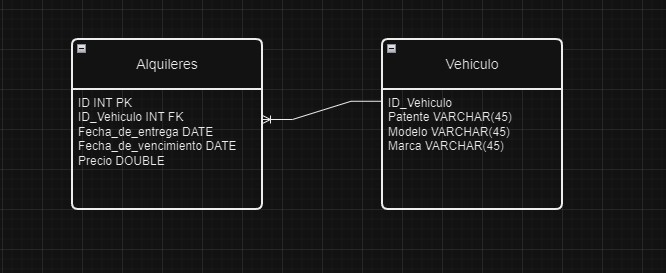 Alquileres
ID INT PK
ID_Vehiculo INT FK
Fecha_de_entrega DATE
Fecha_de_vencimiento DATE
Precio DOUBLE
Vehiculo
ID_Vehiculo
Patente VARCHAR(45)
Modelo VARCHAR(45)
Marca VARCHAR(45)